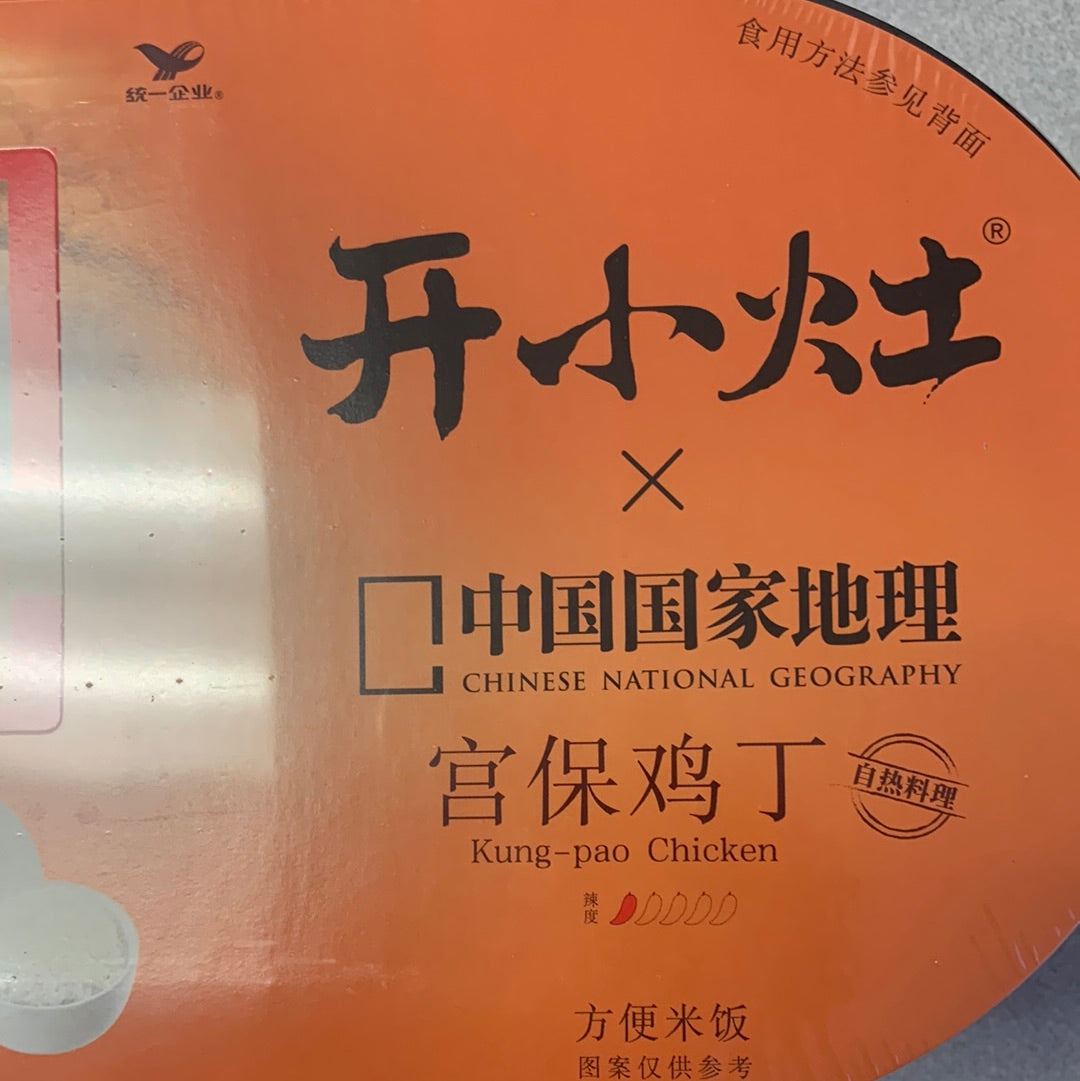 统一企业®
食用方法参见背面
开小灶®
×
中国国家地理
CHINESE NATIONAL GEOGRAPHY
宫保鸡丁
自热料理
Kung-pao Chicken
辣度
方便米饭
图案仅供参考